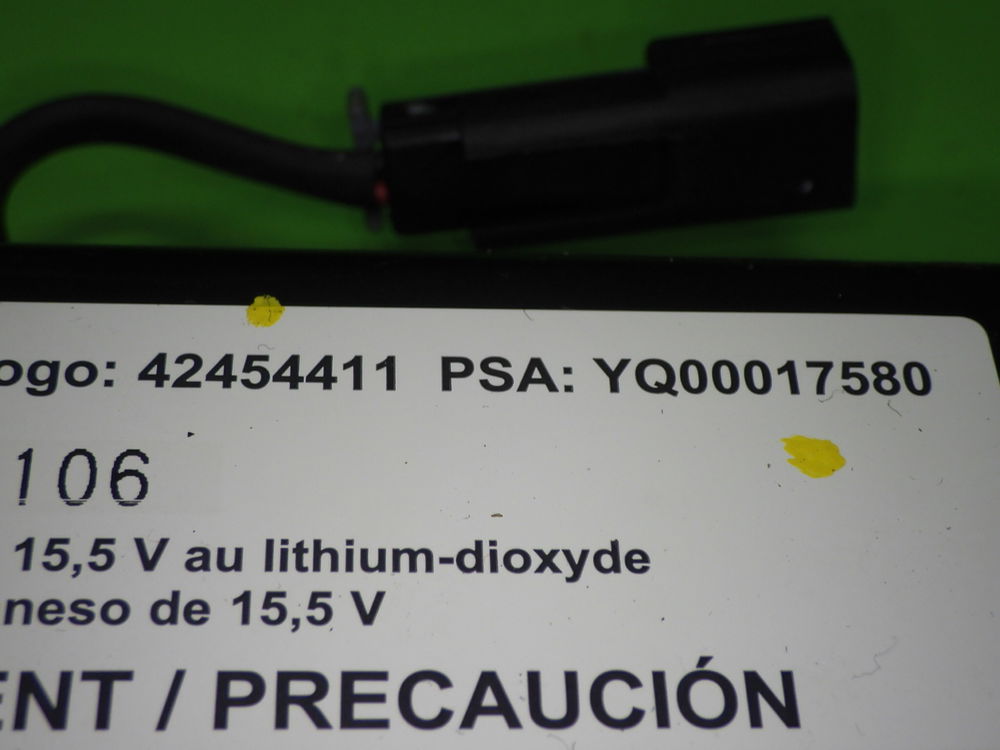 ogo: 42454411 PSA: YQ00017580
106
15,5 V au lithium-dioxyde
neso de 15,5 V
ENT / PRECAUCIÓN